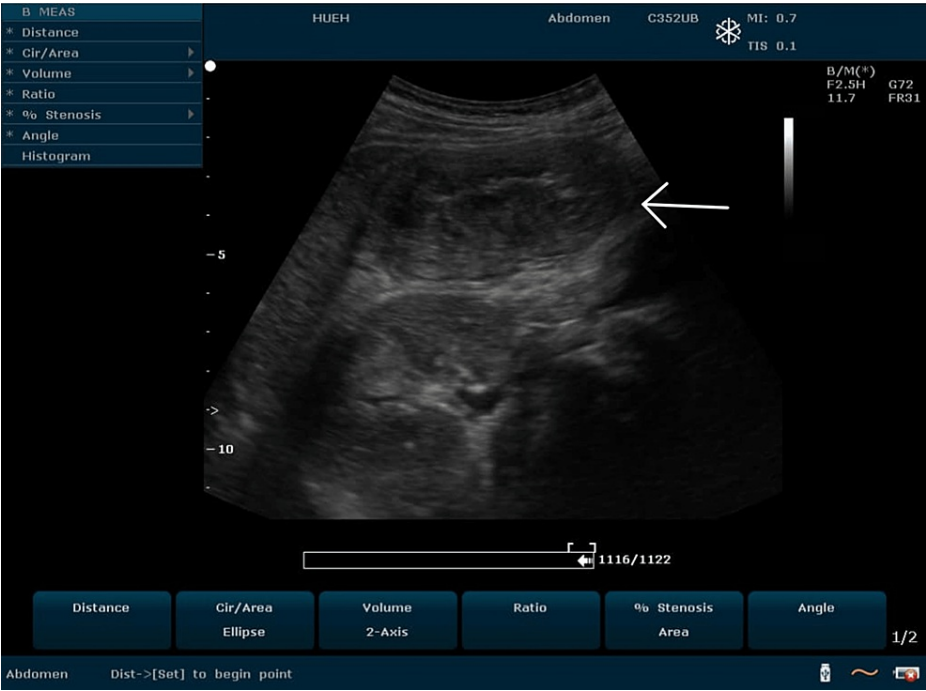 B MEAS
* Distance
* Cir/Area
* Volume
* Ratio
* % Stenosis
* Angle
Histogram
HUEH Abdomen C352UB MI: 0.7
TIS 0.1
B/M(*)
F2.5H G72
11.7 FR31
5
>
10
1116/1122
Distance Cir/Area Volume Ratio % Stenosis Angle
Ellipse 2-Axis Area
1/2
Abdomen Dist->[Set] to begin point